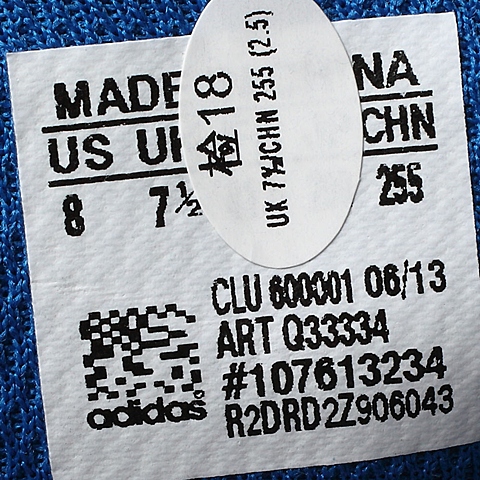 MADE NA
US UK CHN
8 7½ 255
检18
UK 7½/CHN 255 (2.5)
CLU 600001 06/13
ART Q33334
#107613234
R2DRD2Z906043
adidas